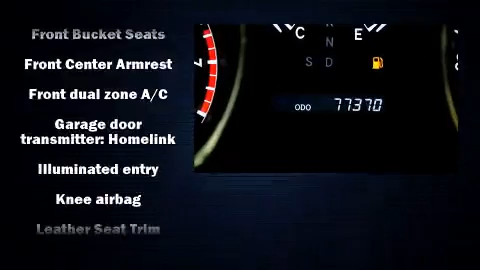 Front Bucket Seats
Front Center Armrest
Front dual zone A/C
Garage door
transmitter: Homelink
Illuminated entry
Knee airbag
Leather Seat Trim
C
E
N
S D
7
ODO 77370